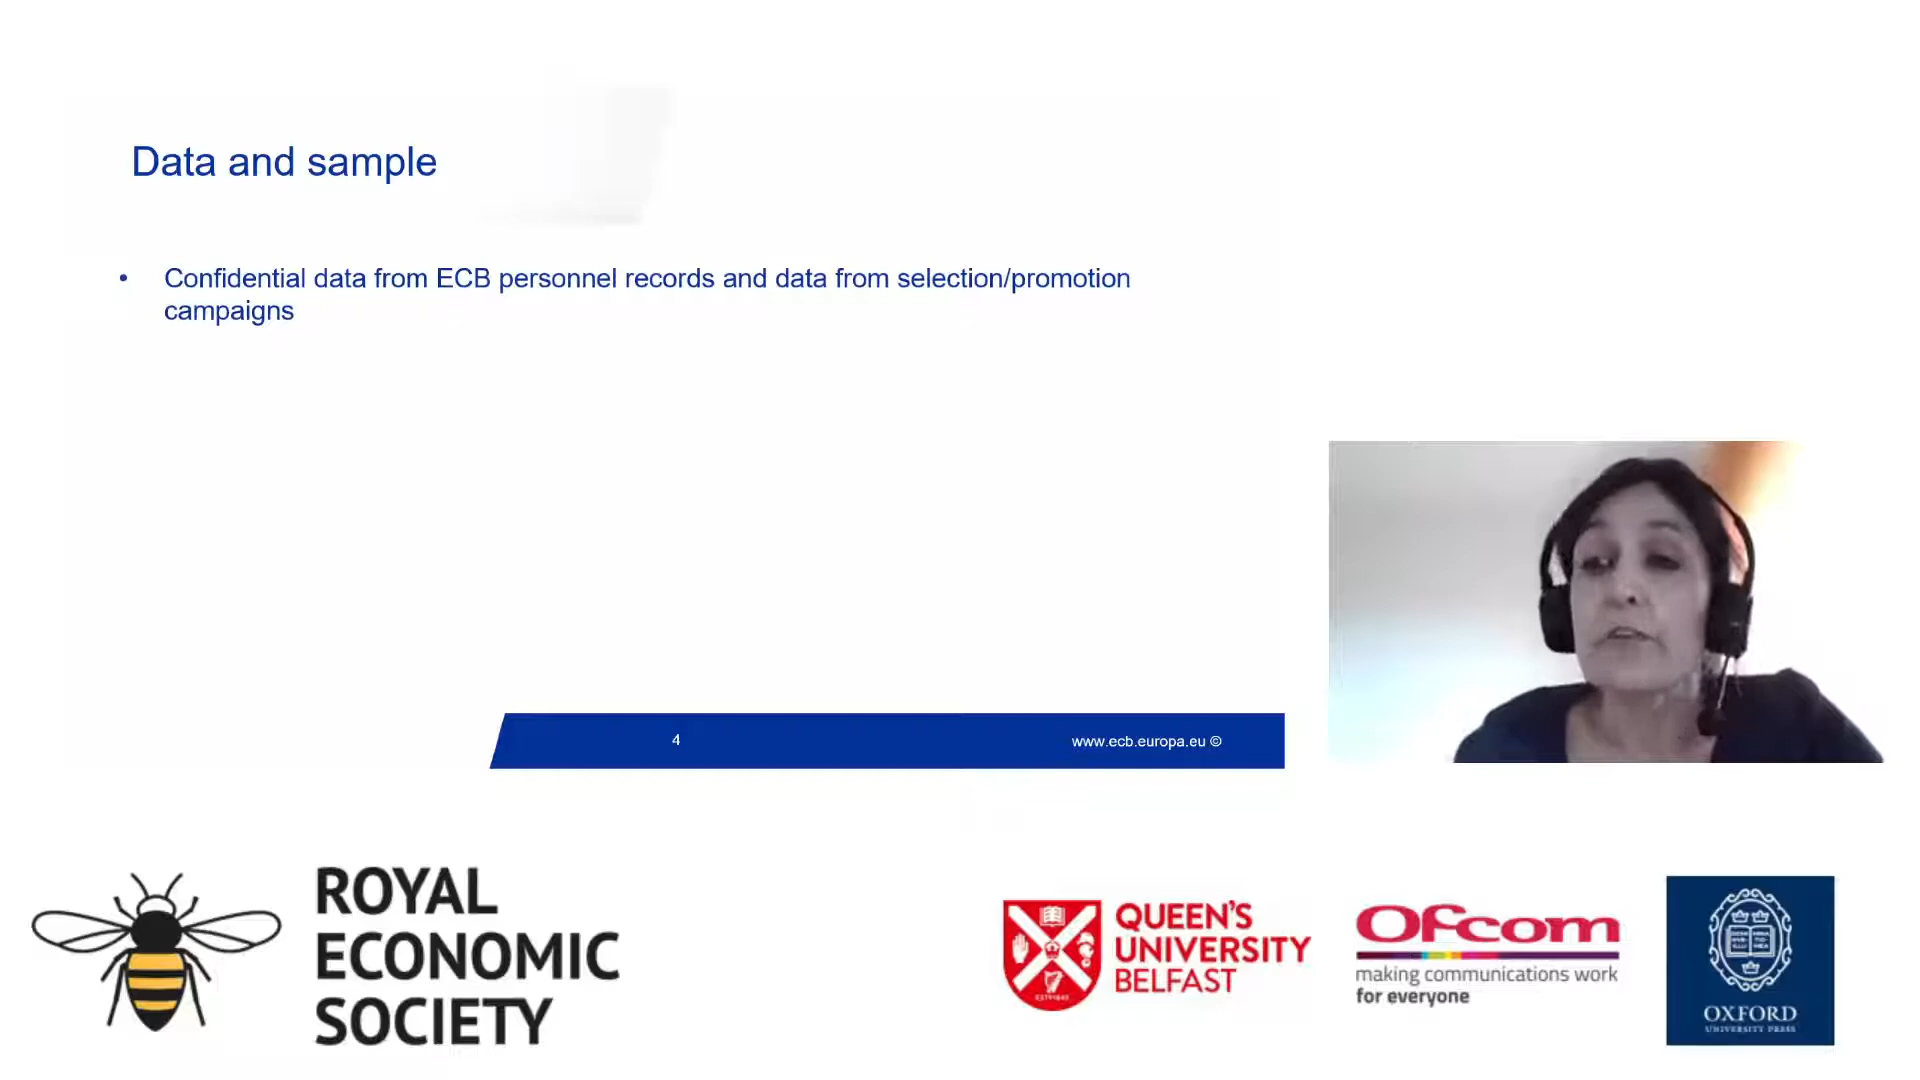 Data and sample
• Confidential data from ECB personnel records and data from selection/promotion
campaigns
4
www.ecb.europa.eu ©
ROYAL
ECONOMIC
SOCIETY
QUEEN'S
UNIVERSITY
BELFAST
Ofcom
making communications work
for everyone
OXFORD
UNIVERSITY PRESS